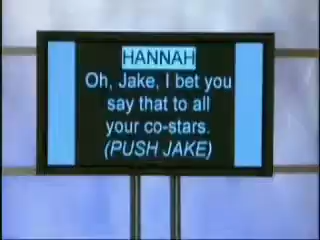 HANNAH
Oh, Jake, I bet you
say that to all
your co-stars.
(PUSH JAKE)